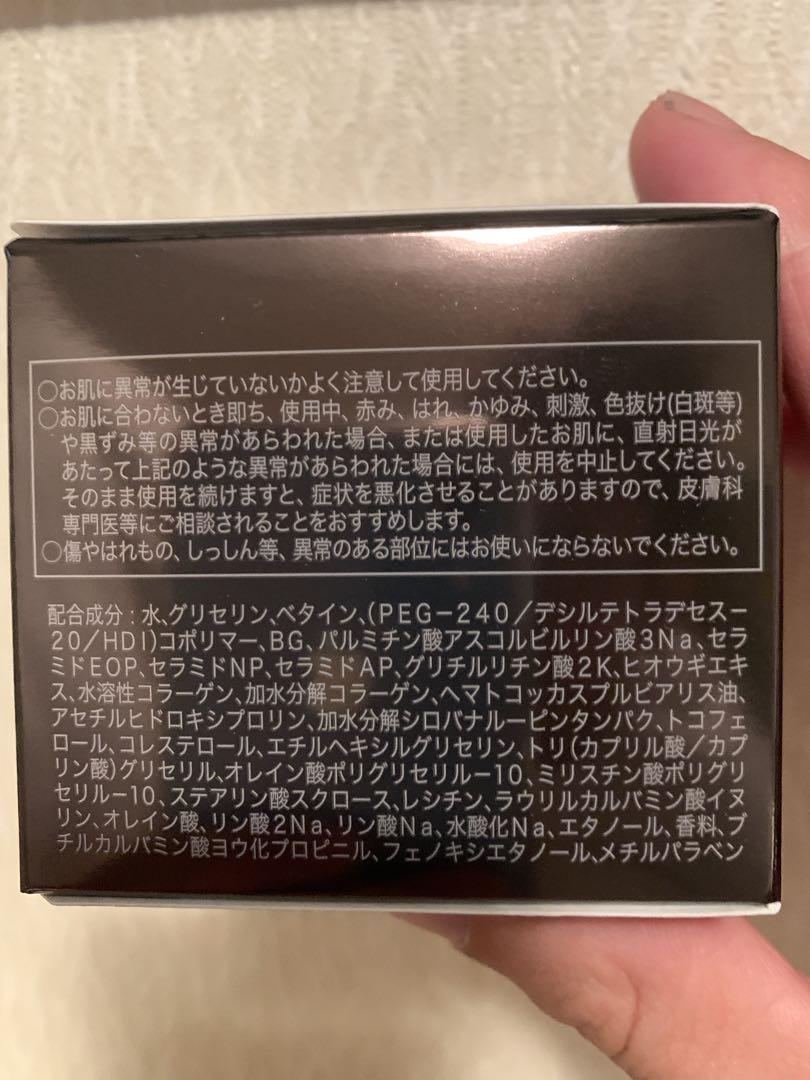 ○お肌に異常が生じていないかよく注意して使用してください。
○お肌に合わないとき即ち、使用中、赤み、はれ、かゆみ、刺激、色抜け(白斑等)
や黒ずみ等の異常があらわれた場合、または使用したお肌に、直射日光が
あたって上記のような異常があらわれた場合には、使用を中止してください。
そのまま使用を続けますと、症状を悪化させることがありますので、皮膚科
専門医等にご相談されることをおすすめします。
○傷やはれもの、しっしん等、異常のある部位にはお使いにならないでください。
配合成分：水、グリセリン、ベタイン、(PEG－240／デシルテトラデセス－
20／HDI)コポリマー、BG、パルミチン酸アスコルビルリン酸3Na、セラ
ミドEOP、セラミドNP、セラミドAP、グリチルリチン酸2K、ヒオウギエキ
ス、水溶性コラーゲン、加水分解コラーゲン、ヘマトコッカスプルビアリス油、
アセチルヒドロキシプロリン、加水分解シロバナルーピンタンパク、トコフェ
ロール、コレステロール、エチルヘキシルグリセリン、トリ(カプリル酸／カプ
リン酸)グリセリル、オレイン酸ポリグリセリル－10、ミリスチン酸ポリグリ
セリル－10、ステアリン酸スクロース、レシチン、ラウリルカルバミン酸イヌ
リン、オレイン酸、リン酸2Na、リン酸Na、水酸化Na、エタノール、香料、ブ
チルカルバミン酸ヨウ化プロピニル、フェノキシエタノール、メチルパラベン